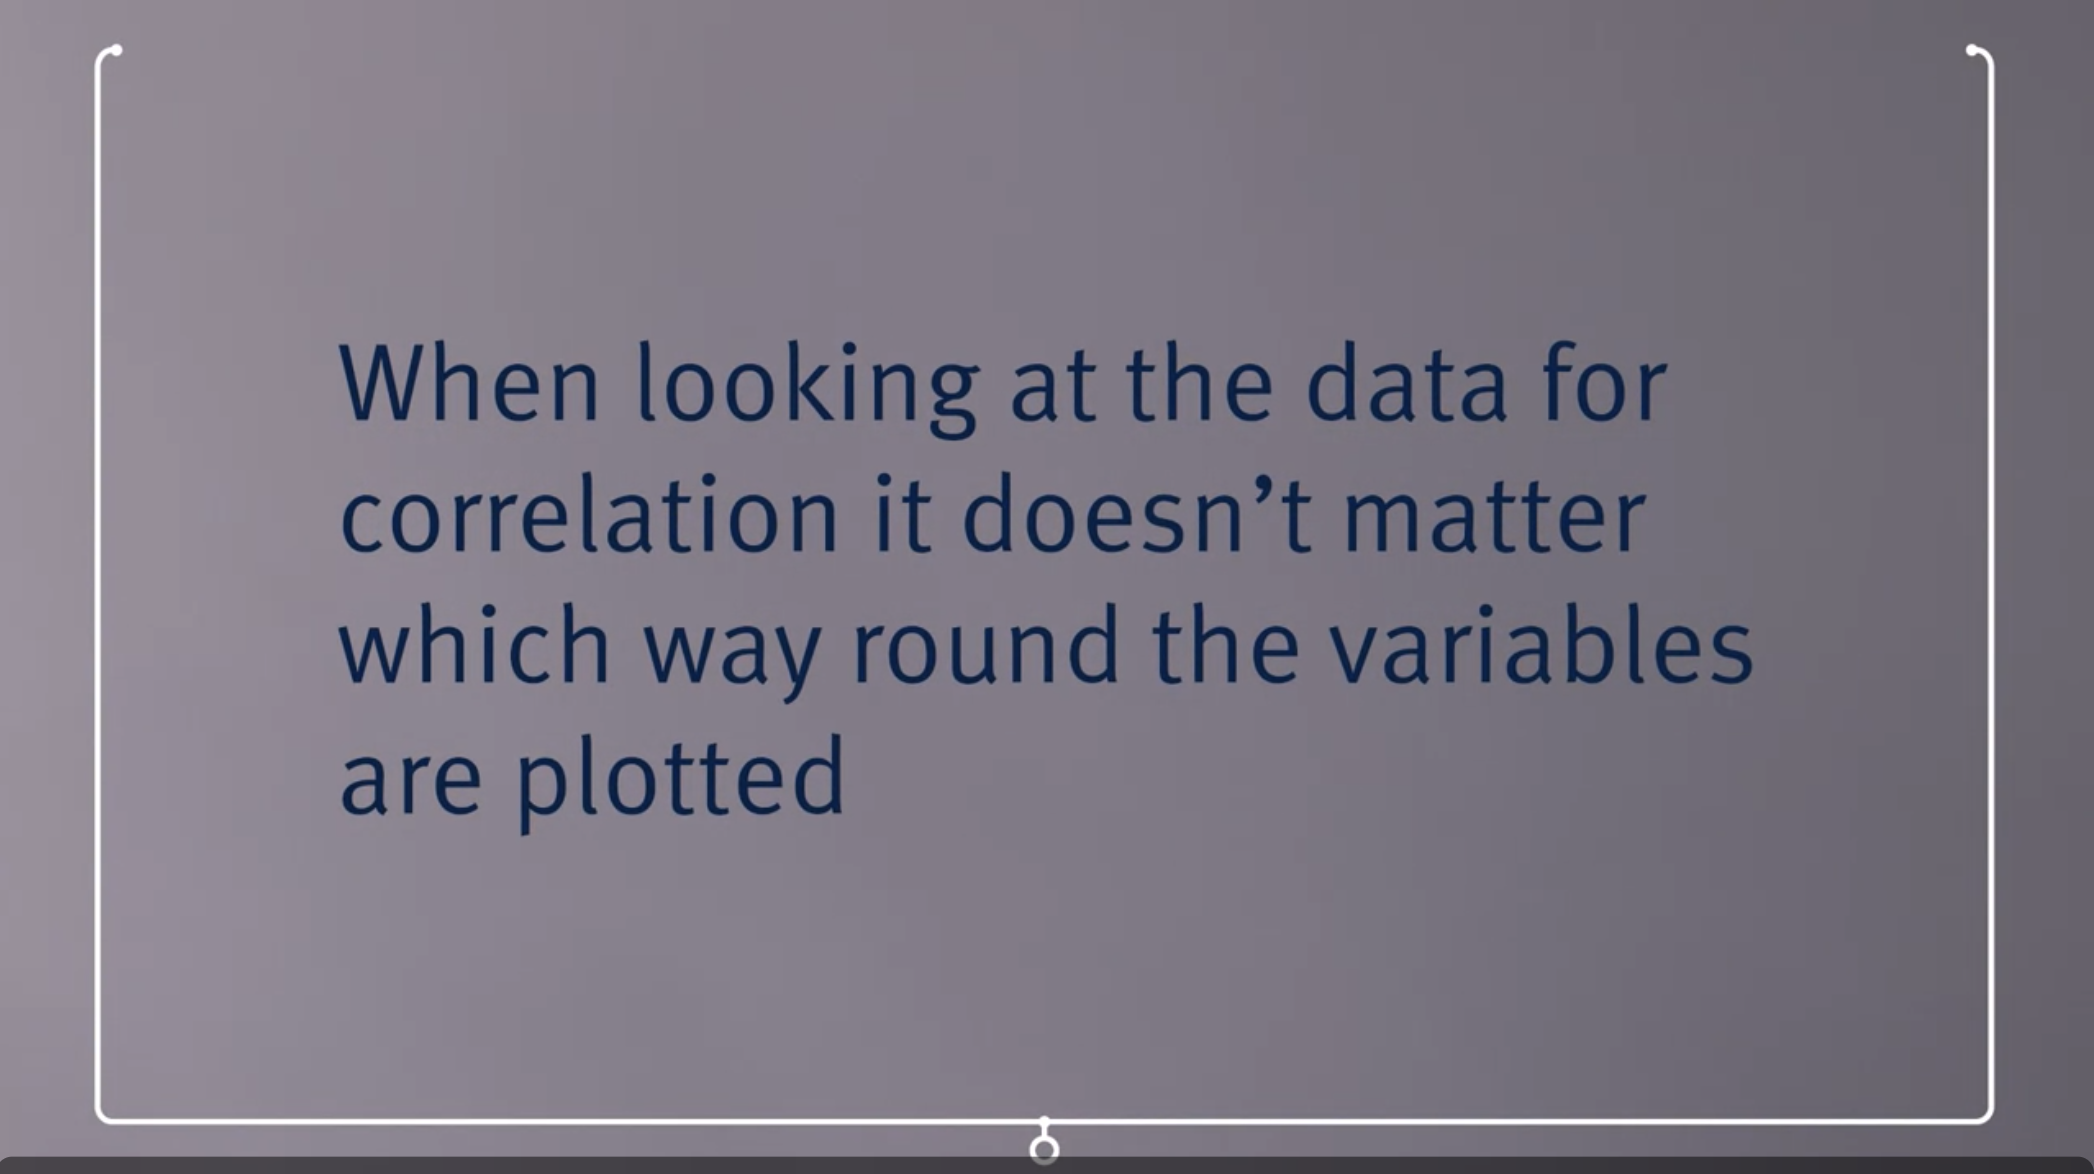 When looking at the data for
correlation it doesn’t matter
which way round the variables
are plotted